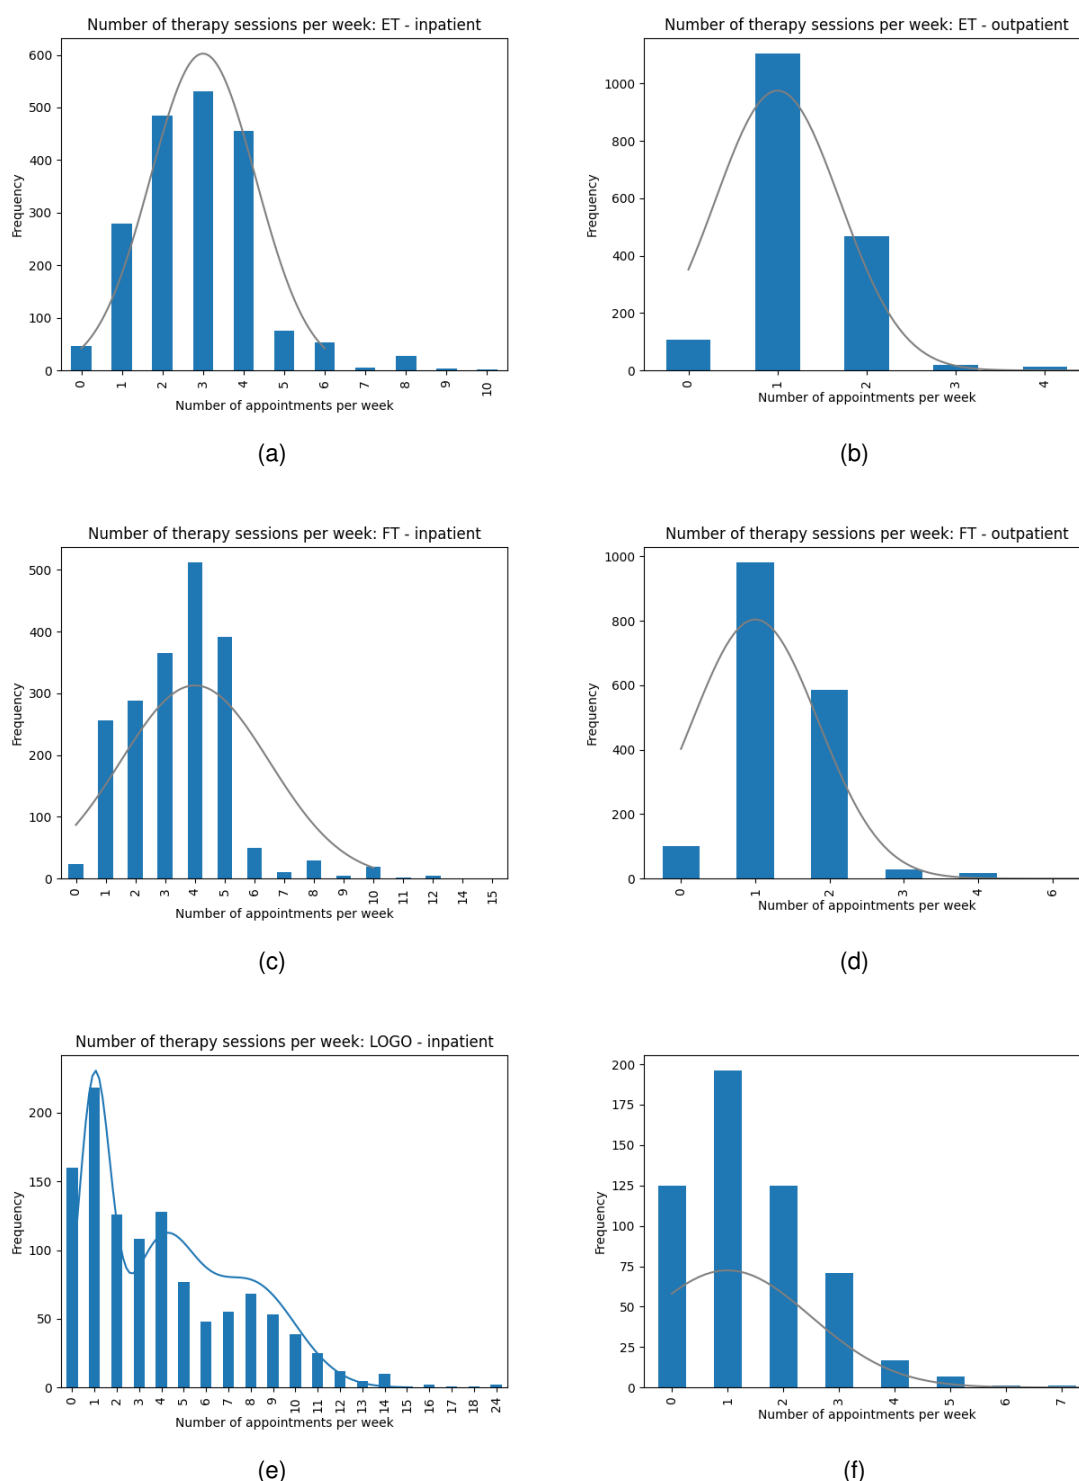 Number of therapy sessions per week: ET - inpatient
600
500
400
300
200
100
0
Frequency
0 1 2 3 4 5 6 7 8 9 10
Number of appointments per week
(a)
Number of therapy sessions per week: ET - outpatient
1000
800
600
400
200
0
Frequency
0 1 2 3 4
Number of appointments per week
(b)
Number of therapy sessions per week: FT - inpatient
500
400
300
200
100
0
Frequency
0 1 2 3 4 5 6 7 8 9 10 11 12 14 15
Number of appointments per week
(c)
Number of therapy sessions per week: FT - outpatient
1000
800
600
400
200
0
Frequency
0 1 2 3 4 6
Number of appointments per week
(d)
Number of therapy sessions per week: LOGO - inpatient
200
150
100
50
0
Frequency
0 1 2 3 4 5 6 7 8 9 10 11 12 13 14 15 16 17 18 24
Number of appointments per week
(e)
200
175
150
125
100
75
50
25
0
Frequency
0 1 2 3 4 5 6 7
Number of appointments per week
(f)